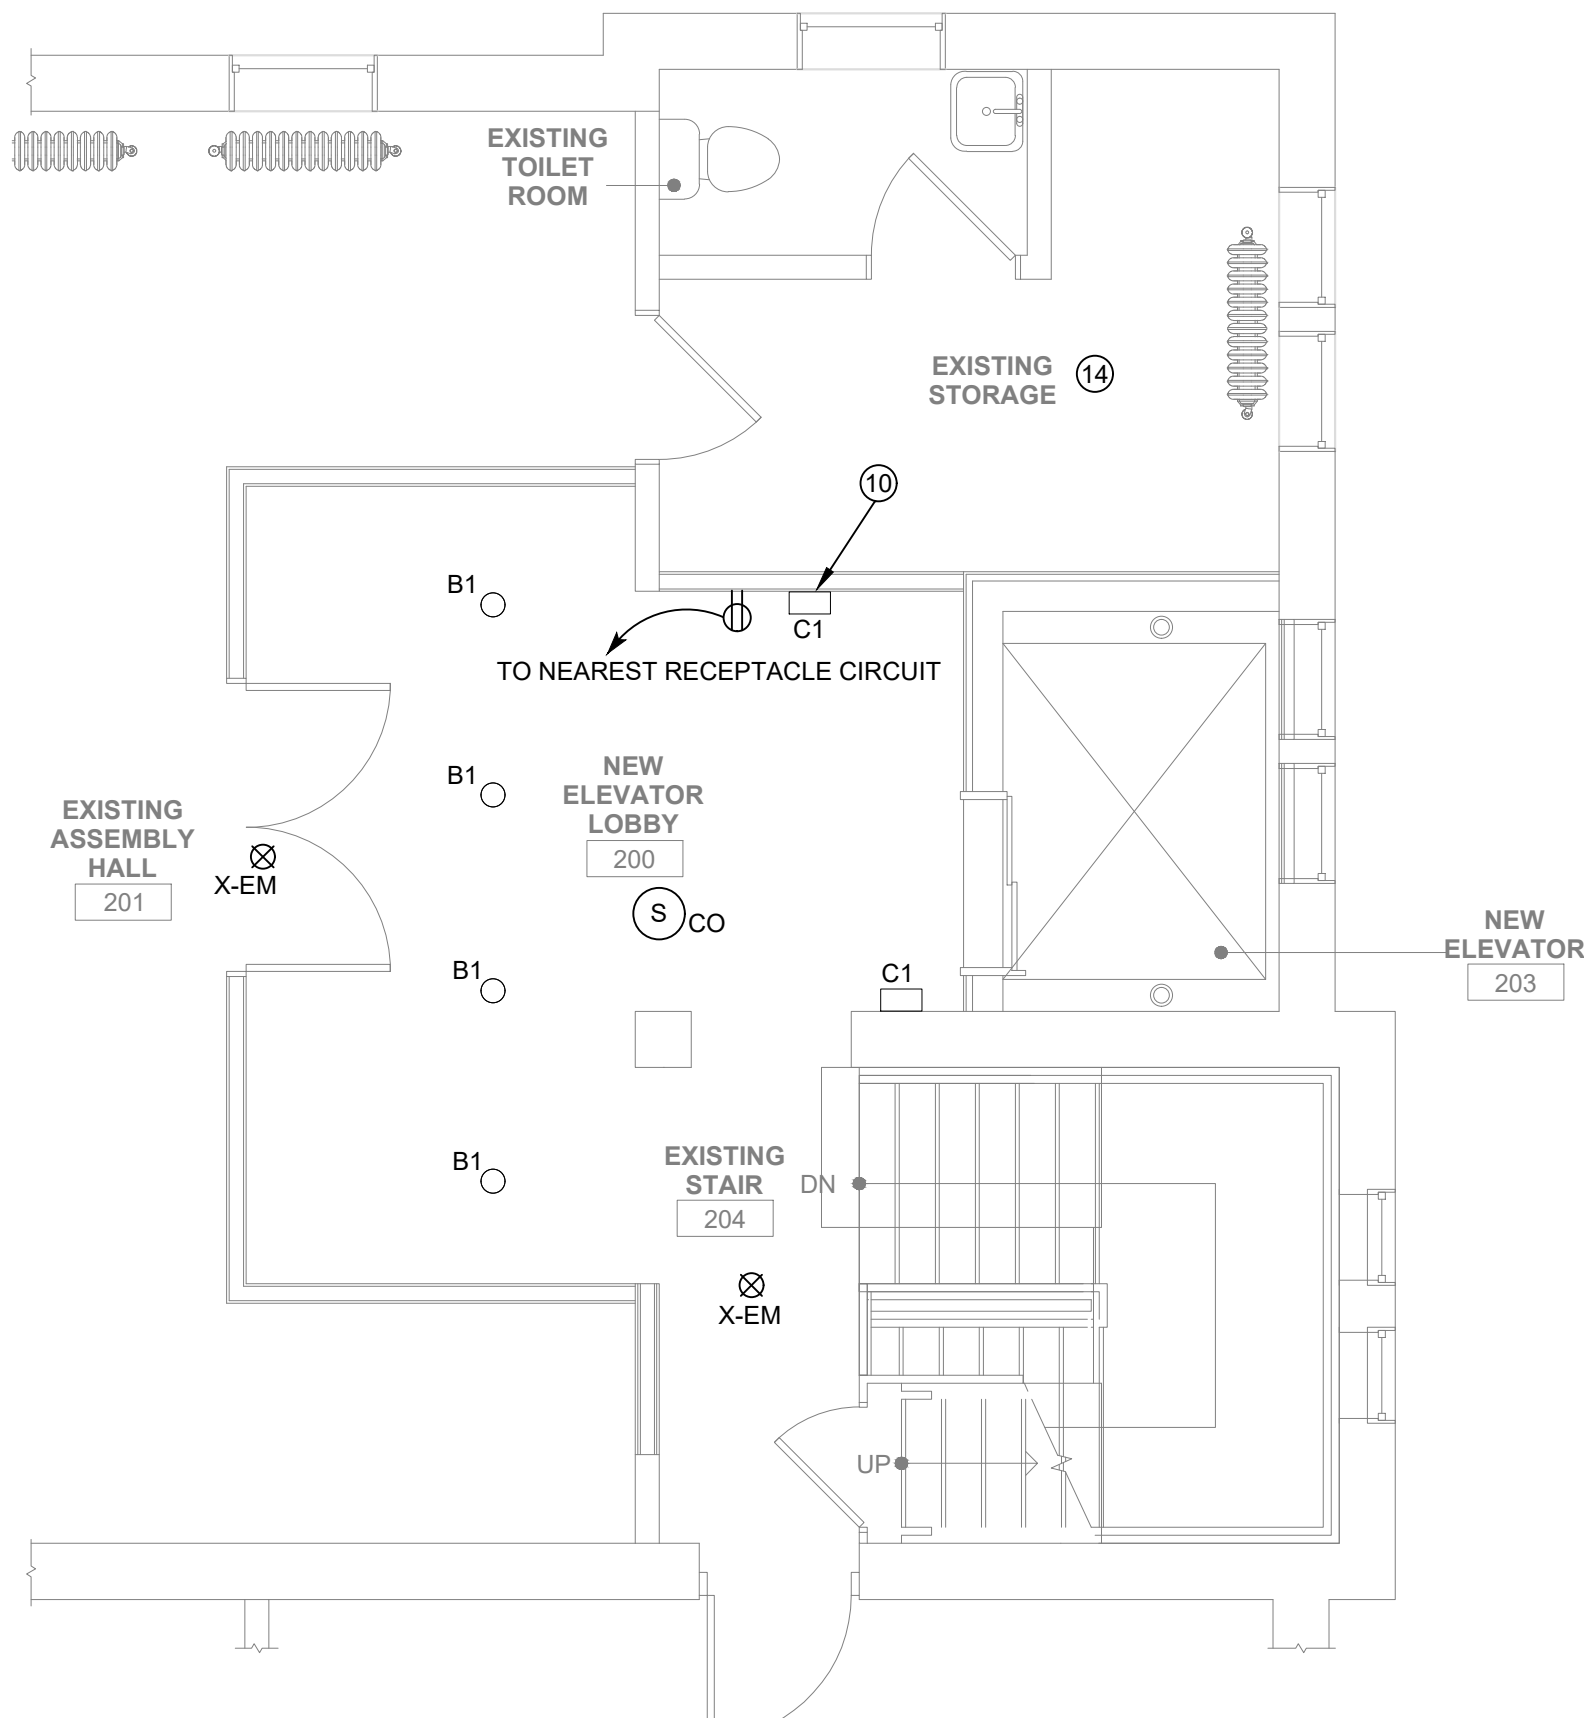 EXISTING
TOILET
ROOM
EXISTING
STORAGE
14
10
B1
C1
TO NEAREST RECEPTACLE CIRCUIT
B1
NEW
ELEVATOR
LOBBY
200
EXISTING
ASSEMBLY
HALL
201
X-EM
S
CO
NEW
ELEVATOR
203
B1
C1
B1
EXISTING
STAIR
204
DN
X-EM
UP